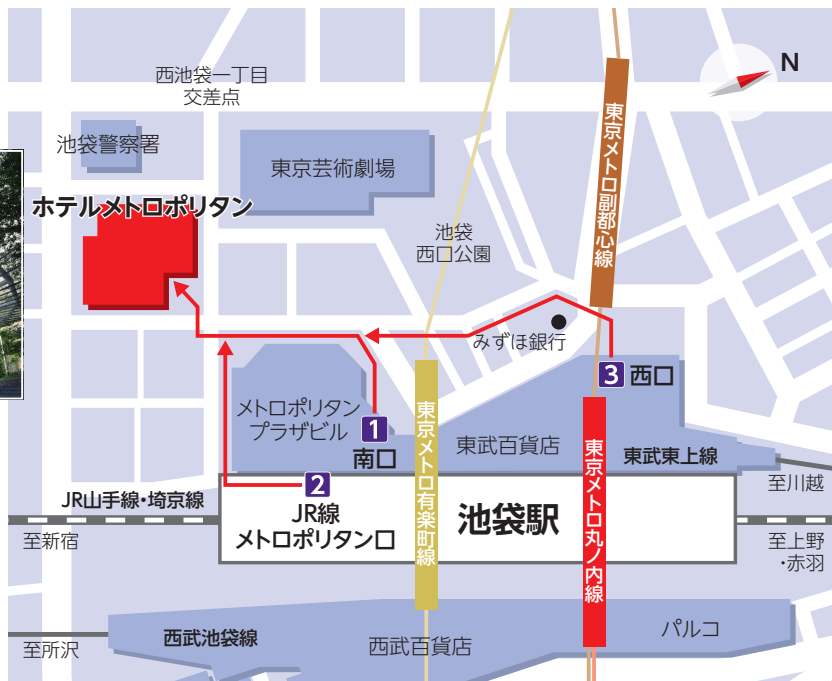 N
西池袋一丁目
交差点
池袋警察署
東京芸術劇場
ホテルメトロポリタン
東京メトロ副都心線
池袋
西口公園
みずほ銀行
3 西口
メトロポリタン
プラザビル
1
南口
東武百貨店
東武東上線
東京メトロ有楽町線
東京メトロ丸ノ内線
2
JR線
メトロポリタン口
池袋駅
JR山手線・埼京線
至新宿
至川越
至上野
・赤羽
西武池袋線
至所沢
西武百貨店
パルコ